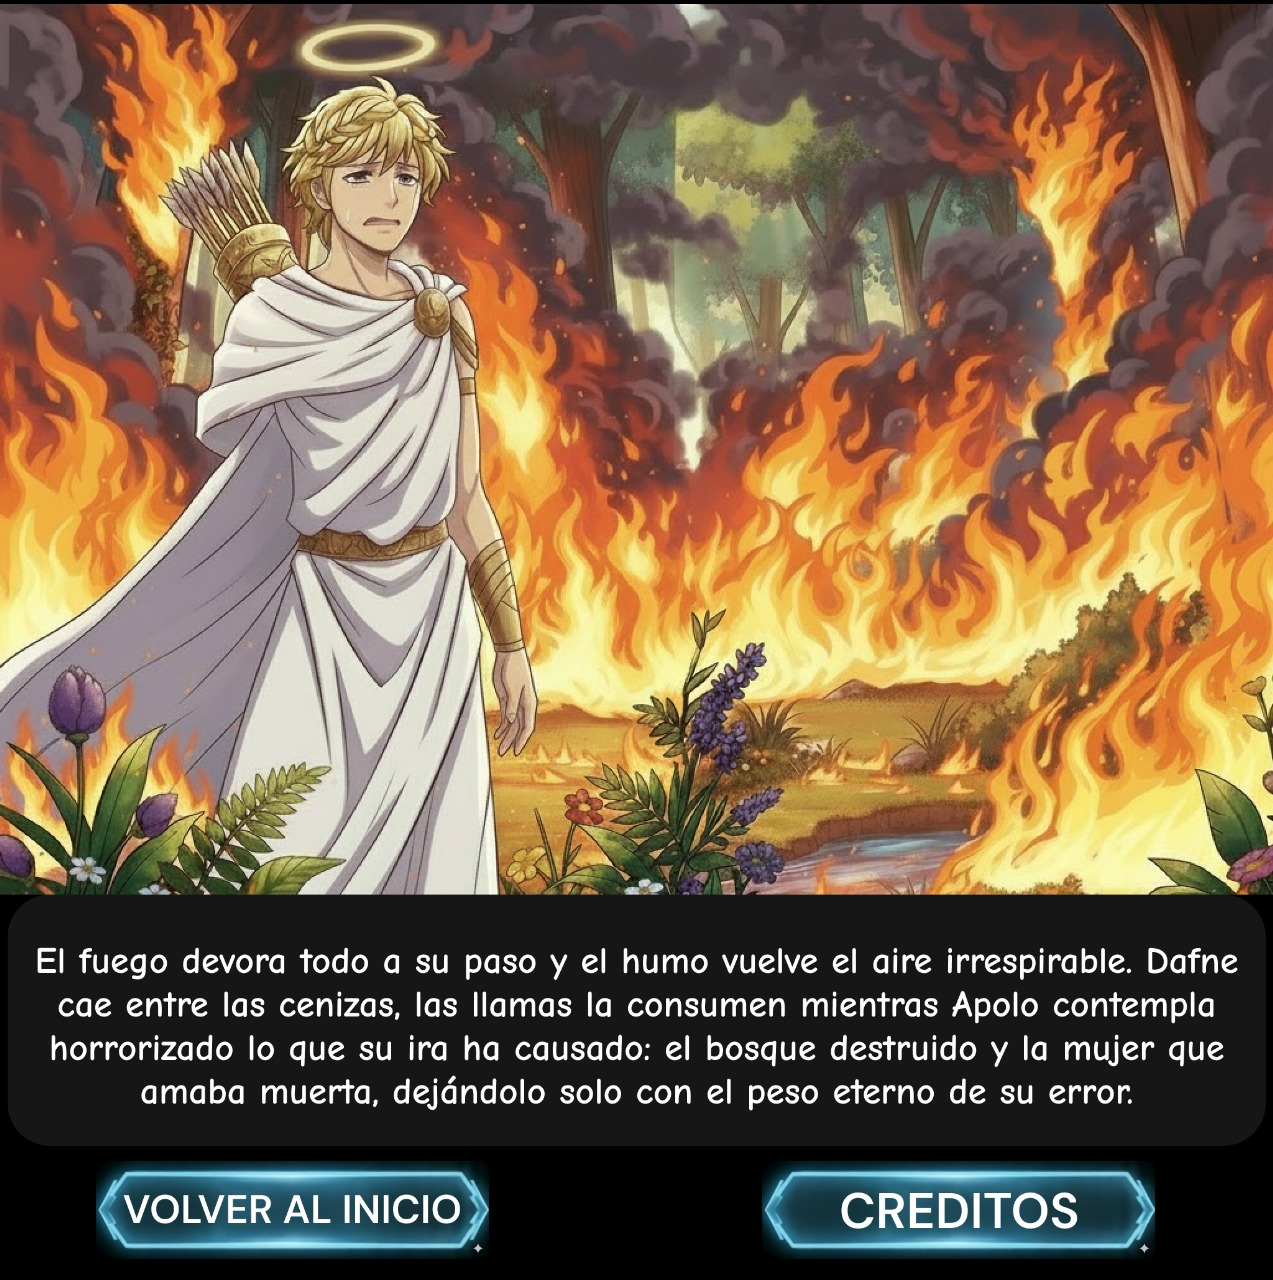 El fuego devora todo a su paso y el humo vuelve el aire irrespirable. Dafne
cae entre las cenizas, las llamas la consumen mientras Apolo contempla
horrorizado lo que su ira ha causado: el bosque destruido y la mujer que
amaba muerta, dejándolo solo con el peso eterno de su error.
VOLVER AL INICIO
CREDITOS